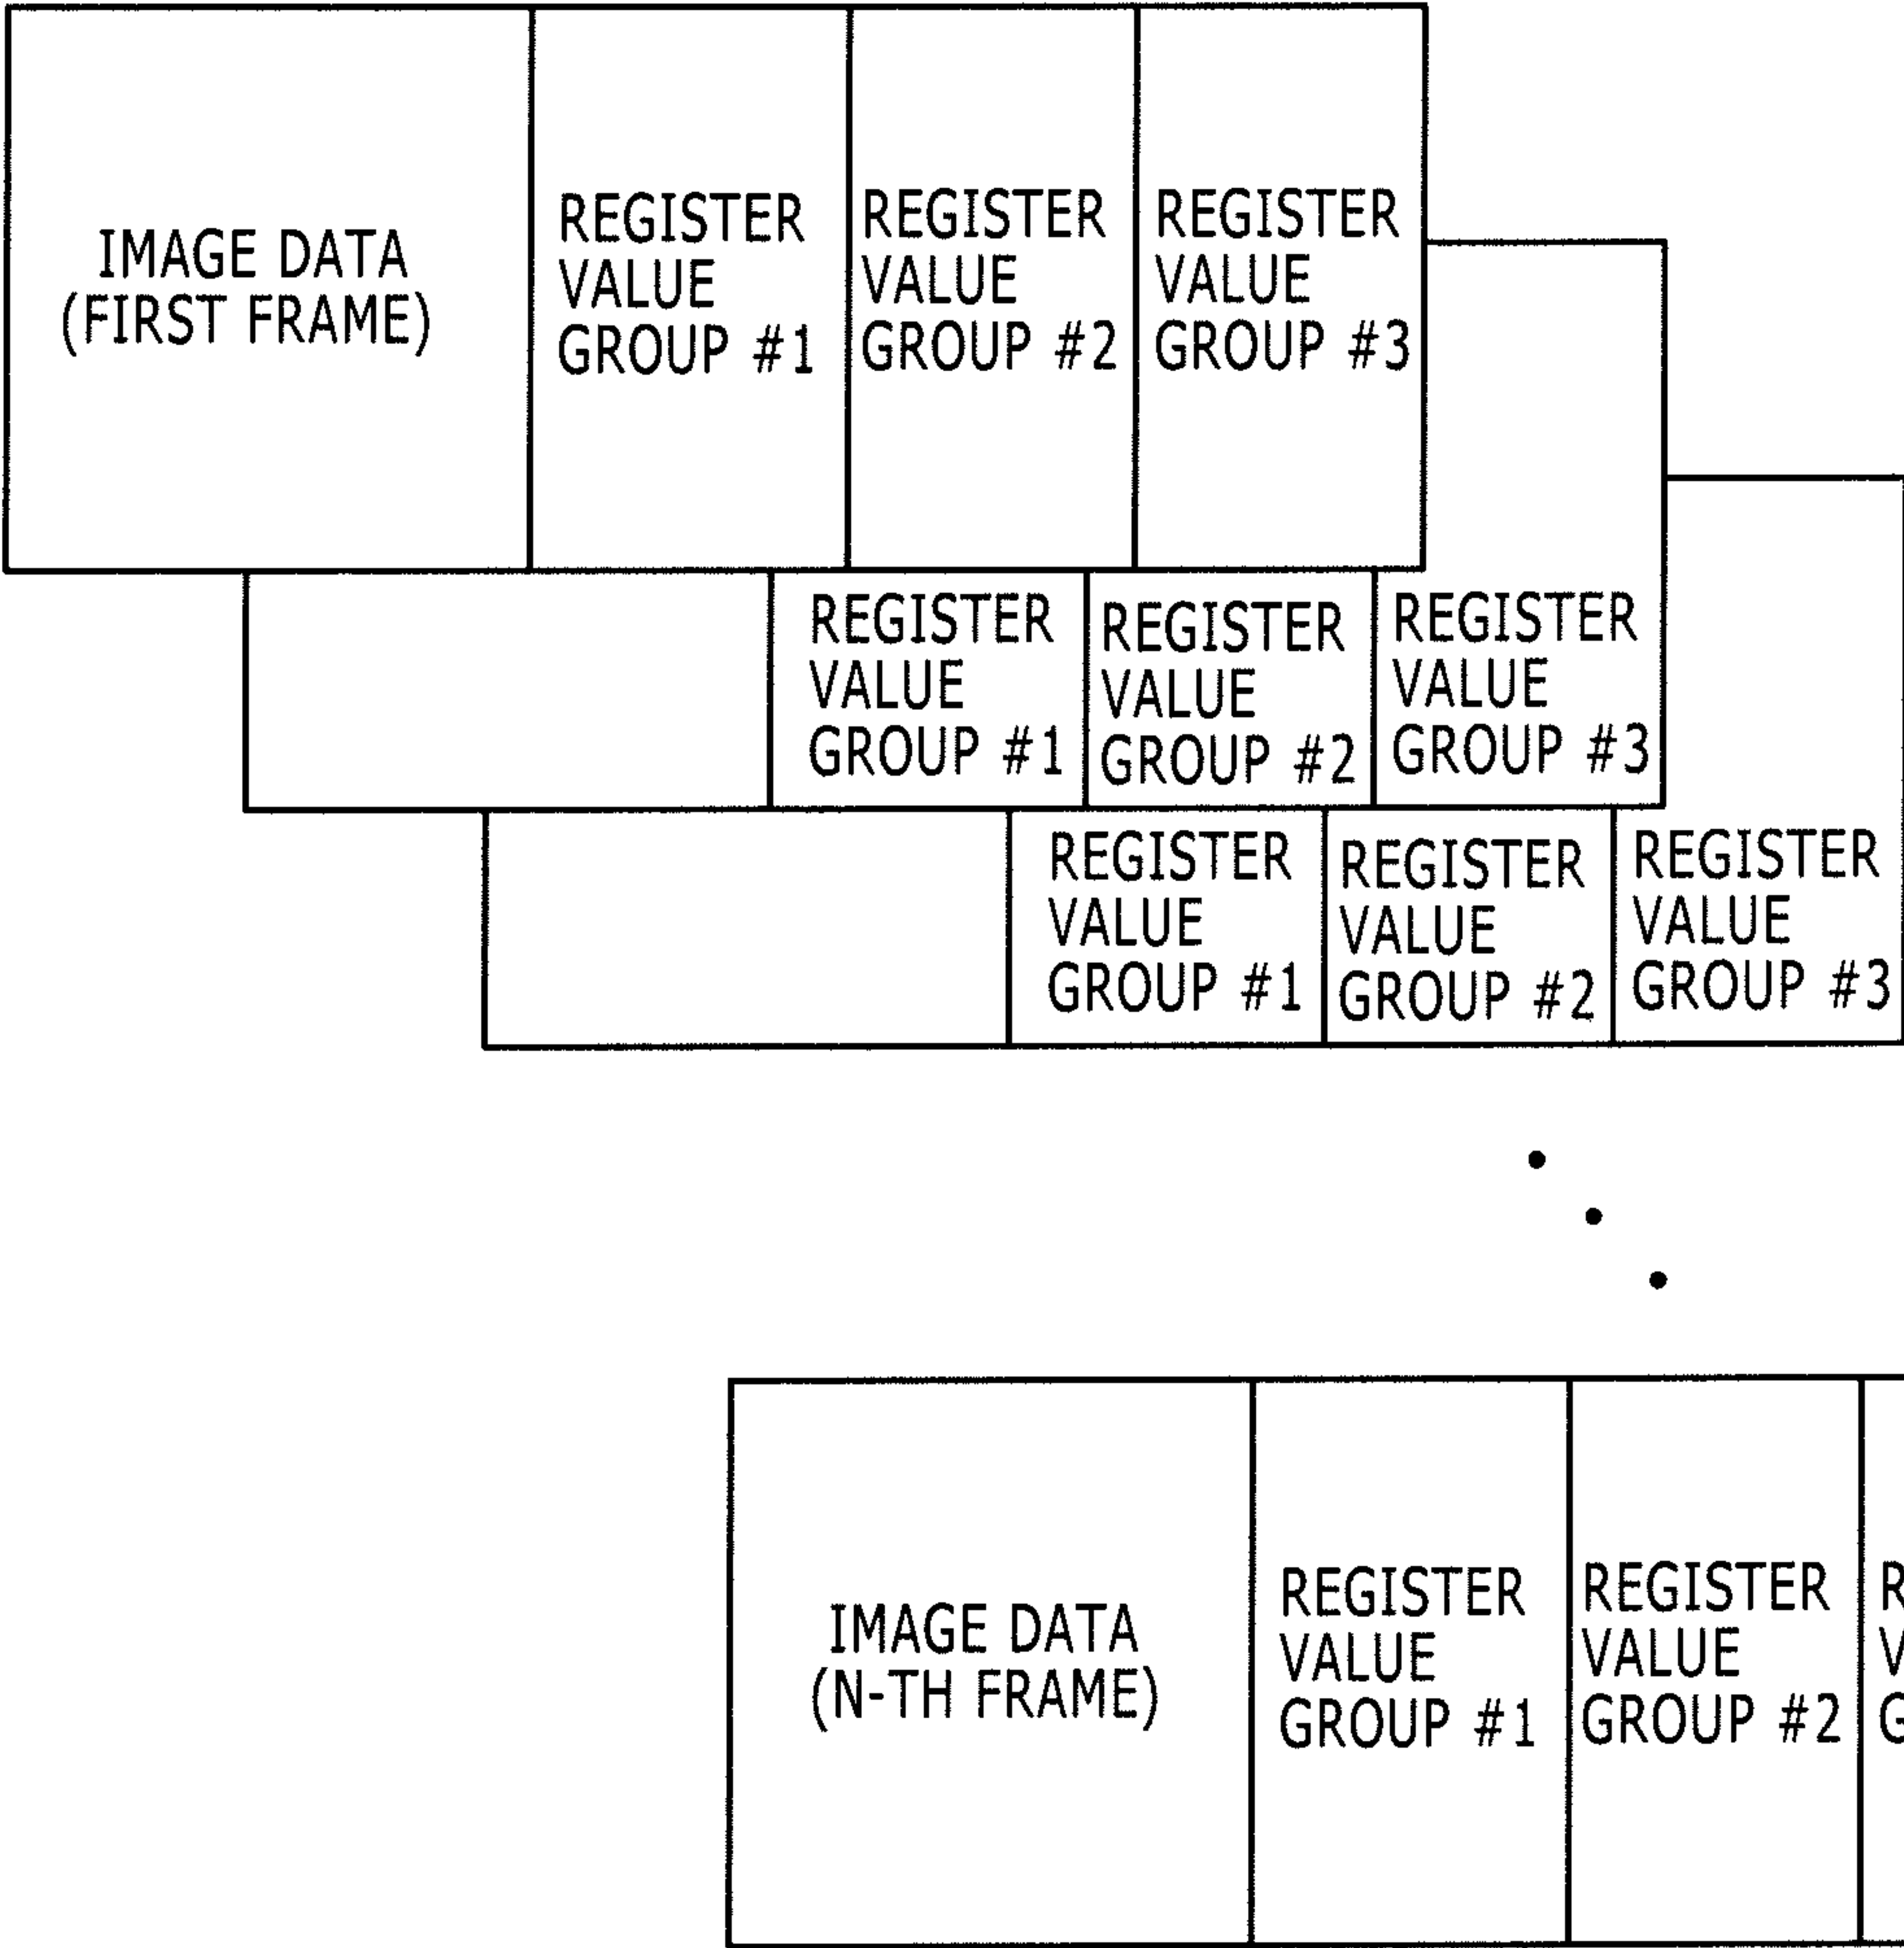 IMAGE DATA
(FIRST FRAME)
REGISTER
VALUE
GROUP #1
REGISTER
VALUE
GROUP #2
REGISTER
VALUE
GROUP #3
REGISTER
VALUE
GROUP #1
REGISTER
VALUE
GROUP #2
REGISTER
VALUE
GROUP #3
REGISTER
VALUE
GROUP #1
REGISTER
VALUE
GROUP #2
REGISTER
VALUE
GROUP #3
IMAGE DATA
(N-TH FRAME)
REGISTER
VALUE
GROUP #1
REGISTER
VALUE
GROUP #2